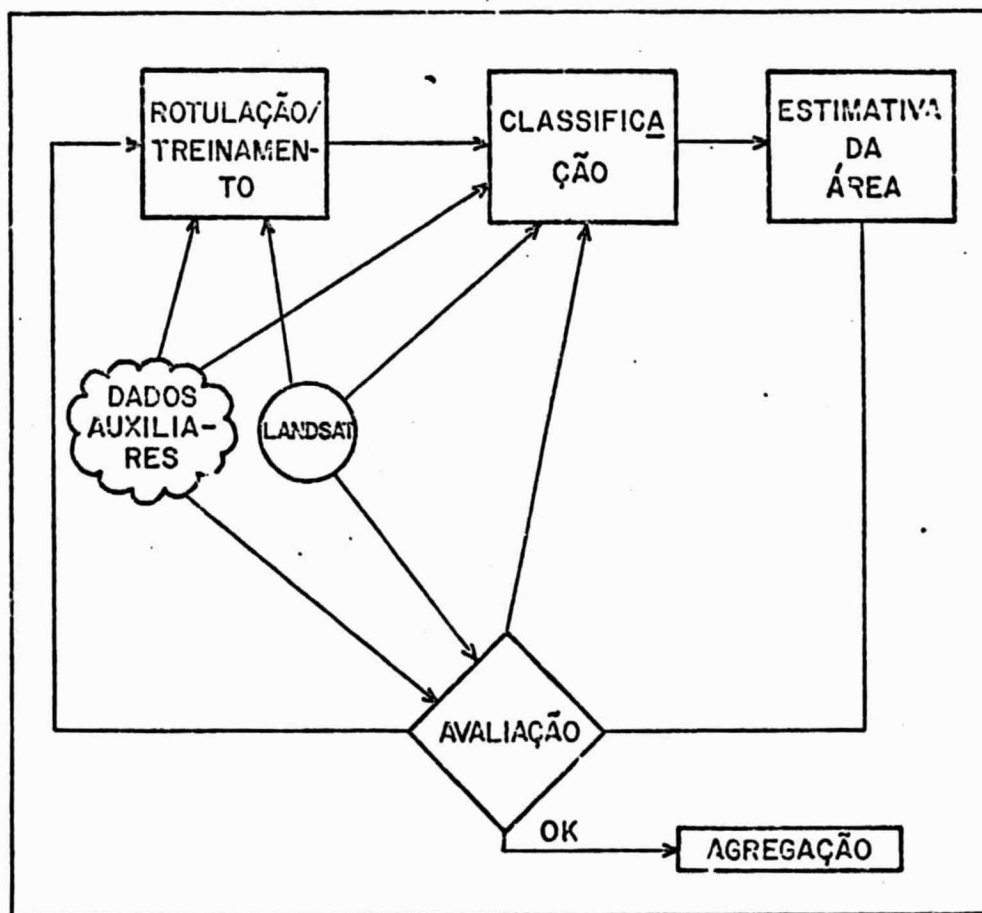 ROTULAÇÃO/
TREINAMEN-
TO
CLASSIFICA
ÇÃO
ESTIMATIVA
DA
ÁREA
DADOS
AUXILIA-
RES
LANDSAT
AVALIAÇÃO
OK
AGREGAÇÃO